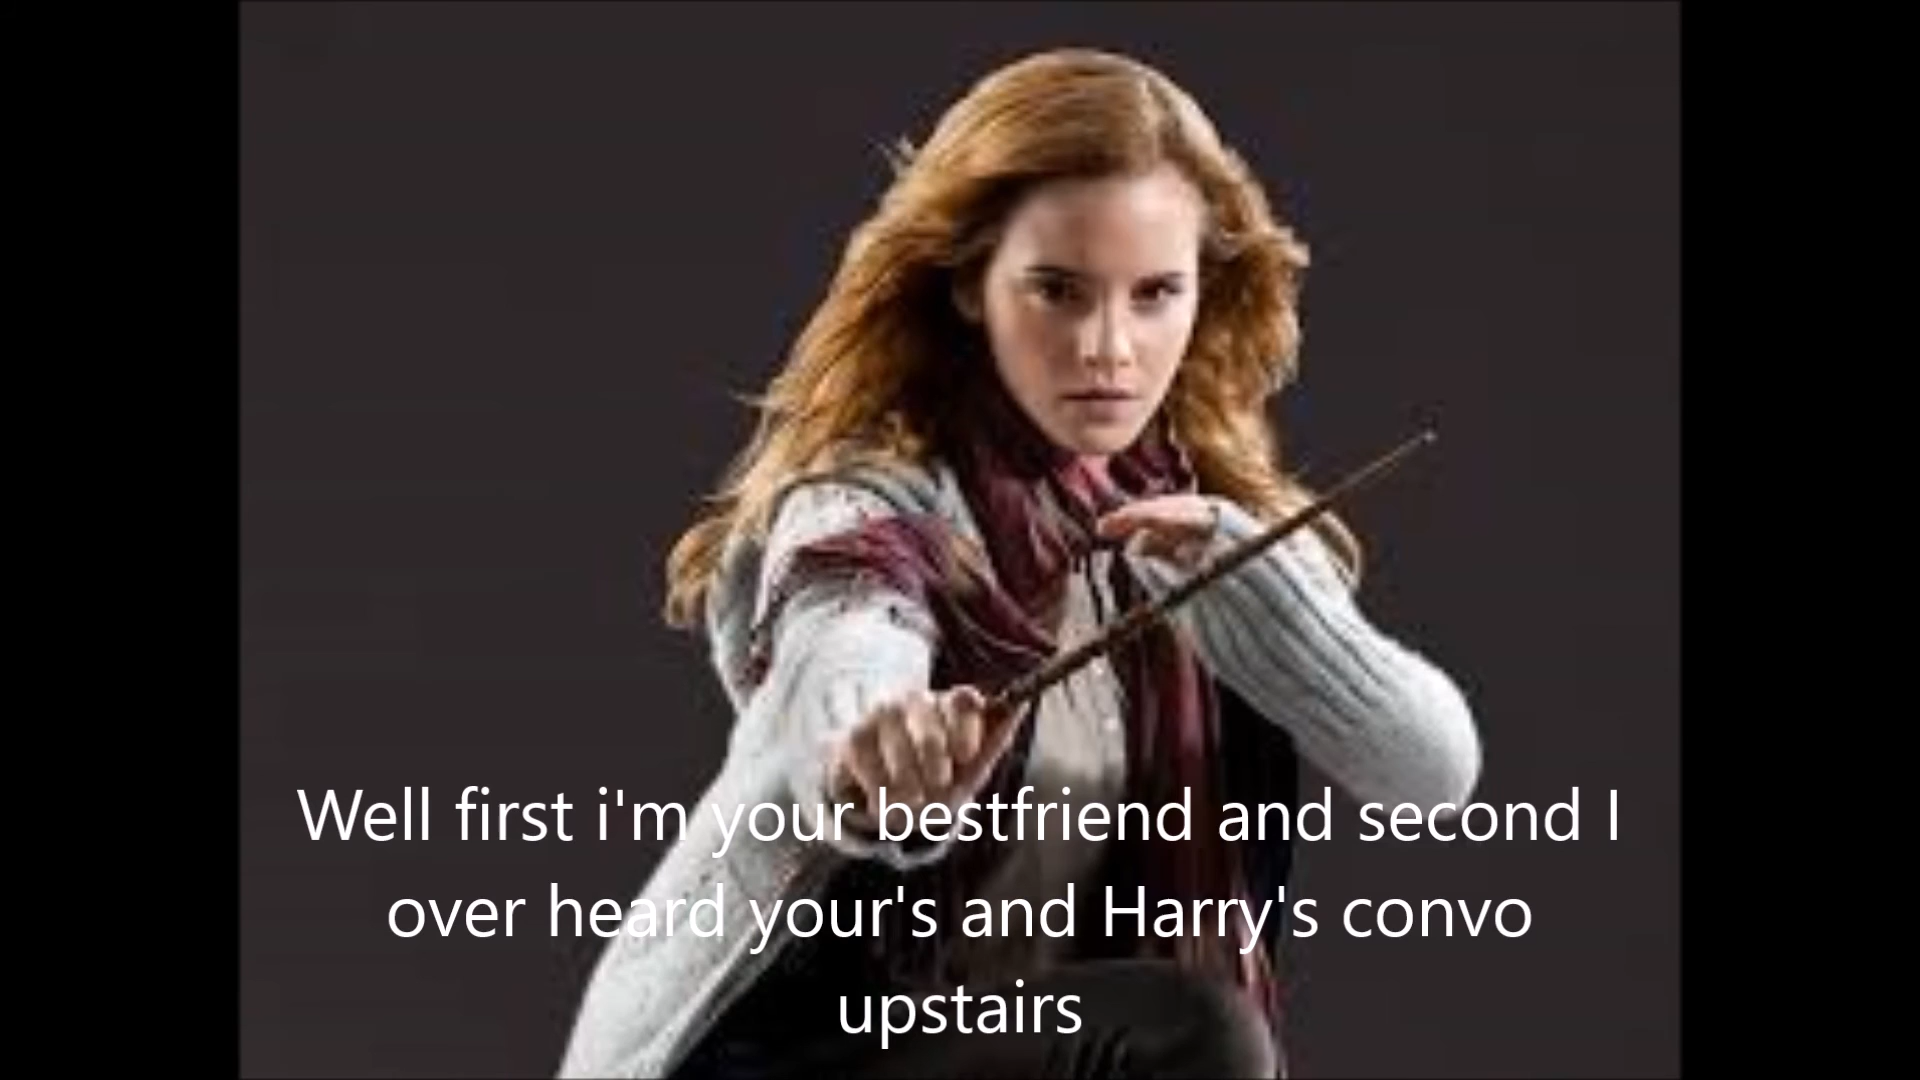 Well first i'm your bestfriend and second I
over heard your's and Harry's convo
upstairs